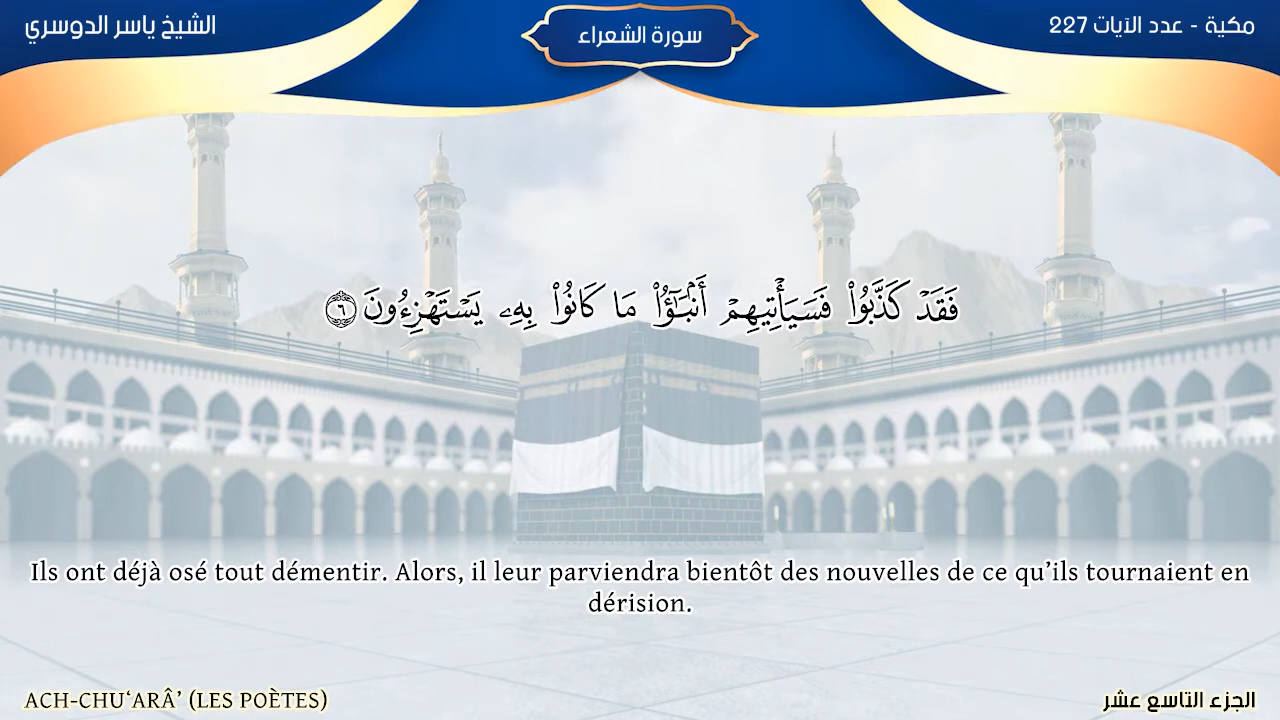 الشيخ ياسر الدوسري
سورة الشعراء
مكية - عدد الآيات 227
فَقَدْ كَذَّبُوا۟ فَسَيَأْتِيهِمْ أَنۢبَـٰٓؤُا۟ مَا كَانُوا۟ بِهِۦ يَسْتَهْزِءُونَ ٦
Ils ont déjà osé tout démentir. Alors, il leur parviendra bientôt des nouvelles de ce qu’ils tournaient en
dérision.
ACH-CHU‘ARÂ’ (LES POÈTES)
الجزء التاسع عشر